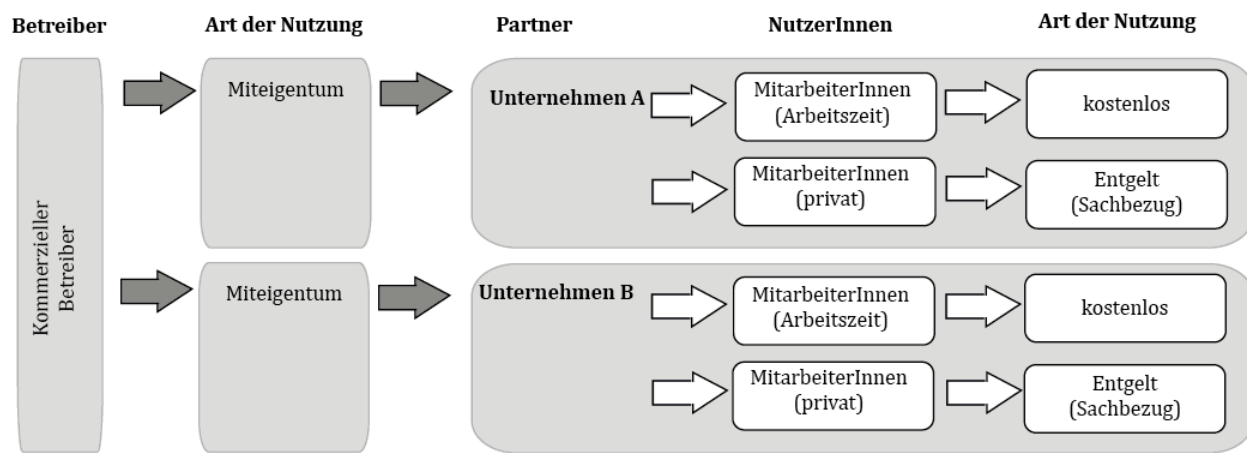 Betreiber
Art der Nutzung
Partner
NutzerInnen
Art der Nutzung
Kommerzieller
Betreiber
Miteigentum
Unternehmen A
MitarbeiterInnen
(Arbeitszeit)
kostenlos
MitarbeiterInnen
(privat)
Entgelt
(Sachbezug)
Miteigentum
Unternehmen B
MitarbeiterInnen
(Arbeitszeit)
kostenlos
MitarbeiterInnen
(privat)
Entgelt
(Sachbezug)